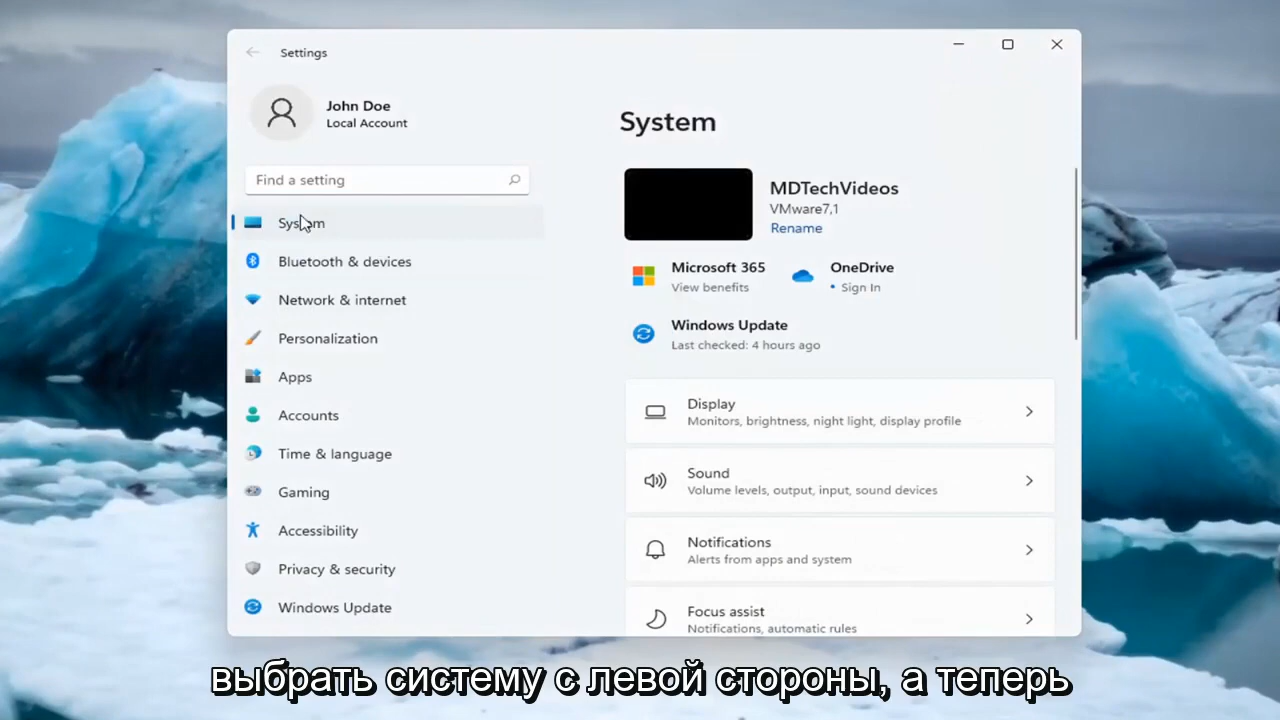 Settings
John Doe
Local Account
Find a setting
System
Bluetooth & devices
Network & internet
Personalization
Apps
Accounts
Time & language
Gaming
Accessibility
Privacy & security
Windows Update
System
MDTechVideos
VMware7,1
Rename
Microsoft 365
View benefits
OneDrive
• Sign In
Windows Update
Last checked: 4 hours ago
Display
Monitors, brightness, night light, display profile
Sound
Volume levels, output, input, sound devices
Notifications
Alerts from apps and system
Focus assist
Notifications, automatic rules
выбрать систему с левой стороны, а теперь